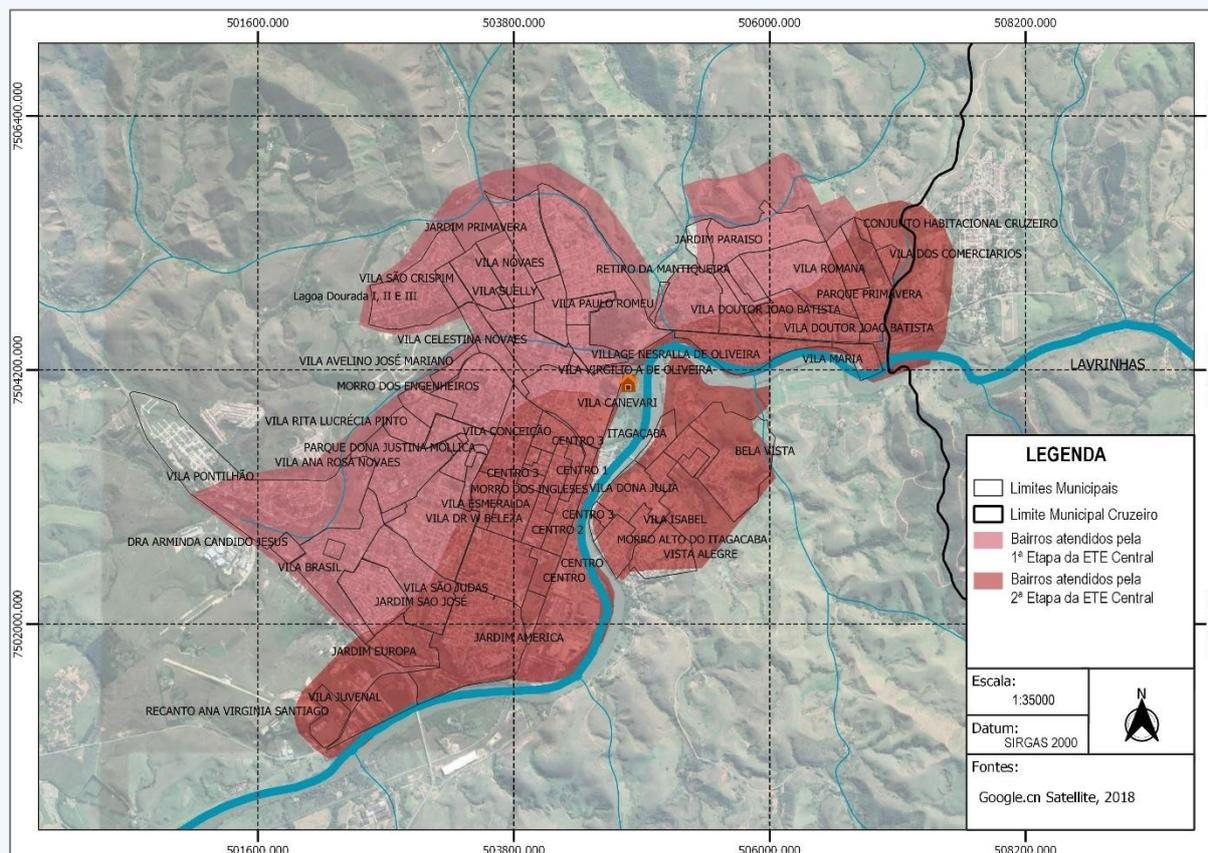 501600.000
503800.000
506000.000
508200.000
7506400.000
7504200.000
7502000.000
CONJUNTO HABITACIONAL CRUZEIRO
JARDIM PRIMAVERA
JARDIM PARAISO
VILA DOS COMERCIARIOS
VILA NOVAES
RETIRO DA MANTIQUEIRA
VILA ROMANA
VILA SÃO CRISPIM
VILA SUELLY
PARQUE PRIMAVERA
Lagoa Dourada I, II E III
VILA PAULO ROMEU
VILA DOUTOR JOAO BATISTA
VILA DOUTOR JOAO BATISTA
VILA CELESTINA NOVAES
VILLAGE NESRALLA DE OLIVEIRA
VILA MARIA
VILA AVELINO JOSÉ MARIANO
VILA VIRGILIO A DE OLIVEIRA
LAVRINHAS
MORRO DOS ENGENHEIROS
VILA CANEVARI
VILA RITA LUCRÉCIA PINTO
VILA CONCEIÇÃO
ITAGAÇABA
CENTRO 3
PARQUE DONA JUSTINA MOLLICA
BELA VISTA
VILA ANA ROSA NOVAES
CENTRO 3
CENTRO 1
VILA PONTILHÃO
MORRO DOS INGLESES
VILA DONA JULIA
VILA ESMERALDA
CENTRO 3
VILA DR W BELEZA
VILA ISABEL
CENTRO 2
DRA ARMINDA CANDIDO JESUS
MORRO ALTO DO ITAGACABA
VISTA ALEGRE
VILA BRASIL
CENTRO
CENTRO
VILA SÃO JUDAS
JARDIM SAO JOSÉ
JARDIM AMERICA
JARDIM EUROPA
VILA JUVENAL
RECANTO ANA VIRGINIA SANTIAGO
LEGENDA
Limites Municipais
Limite Municipal Cruzeiro
Bairros atendidos pela
1ª Etapa da ETE Central
Bairros atendidos pela
2ª Etapa da ETE Central
Escala:
1:35000
Datum:
SIRGAS 2000
N
Fontes:
Google.cn Satellite, 2018
501600.000
503800.000
506000.000
508200.000